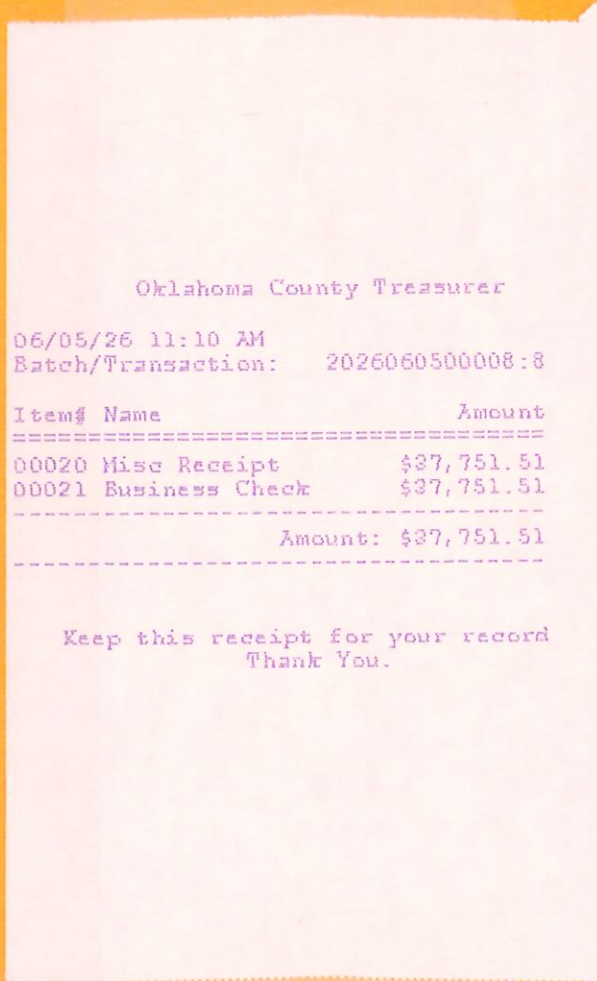 Oklahoma County Treasurer
06/05/26 11:10 AM
Batch/Transaction: 2026060500008:8
Item# Name Amount
00020 Misc Receipt $37,751.51
00021 Business Check $37,751.51
Amount: $37,751.51
Keep this receipt for your record
Thank You.